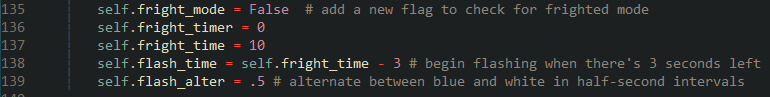 135 self.fright_mode = False  # add a new flag to check for frighted mode
136 self.fright_timer = 0
137 self.fright_time = 10
138 self.flash_time = self.fright_time - 3 # begin flashing when there's 3 seconds left
139 self.flash_alter = .5 # alternate between blue and white in half-second intervals